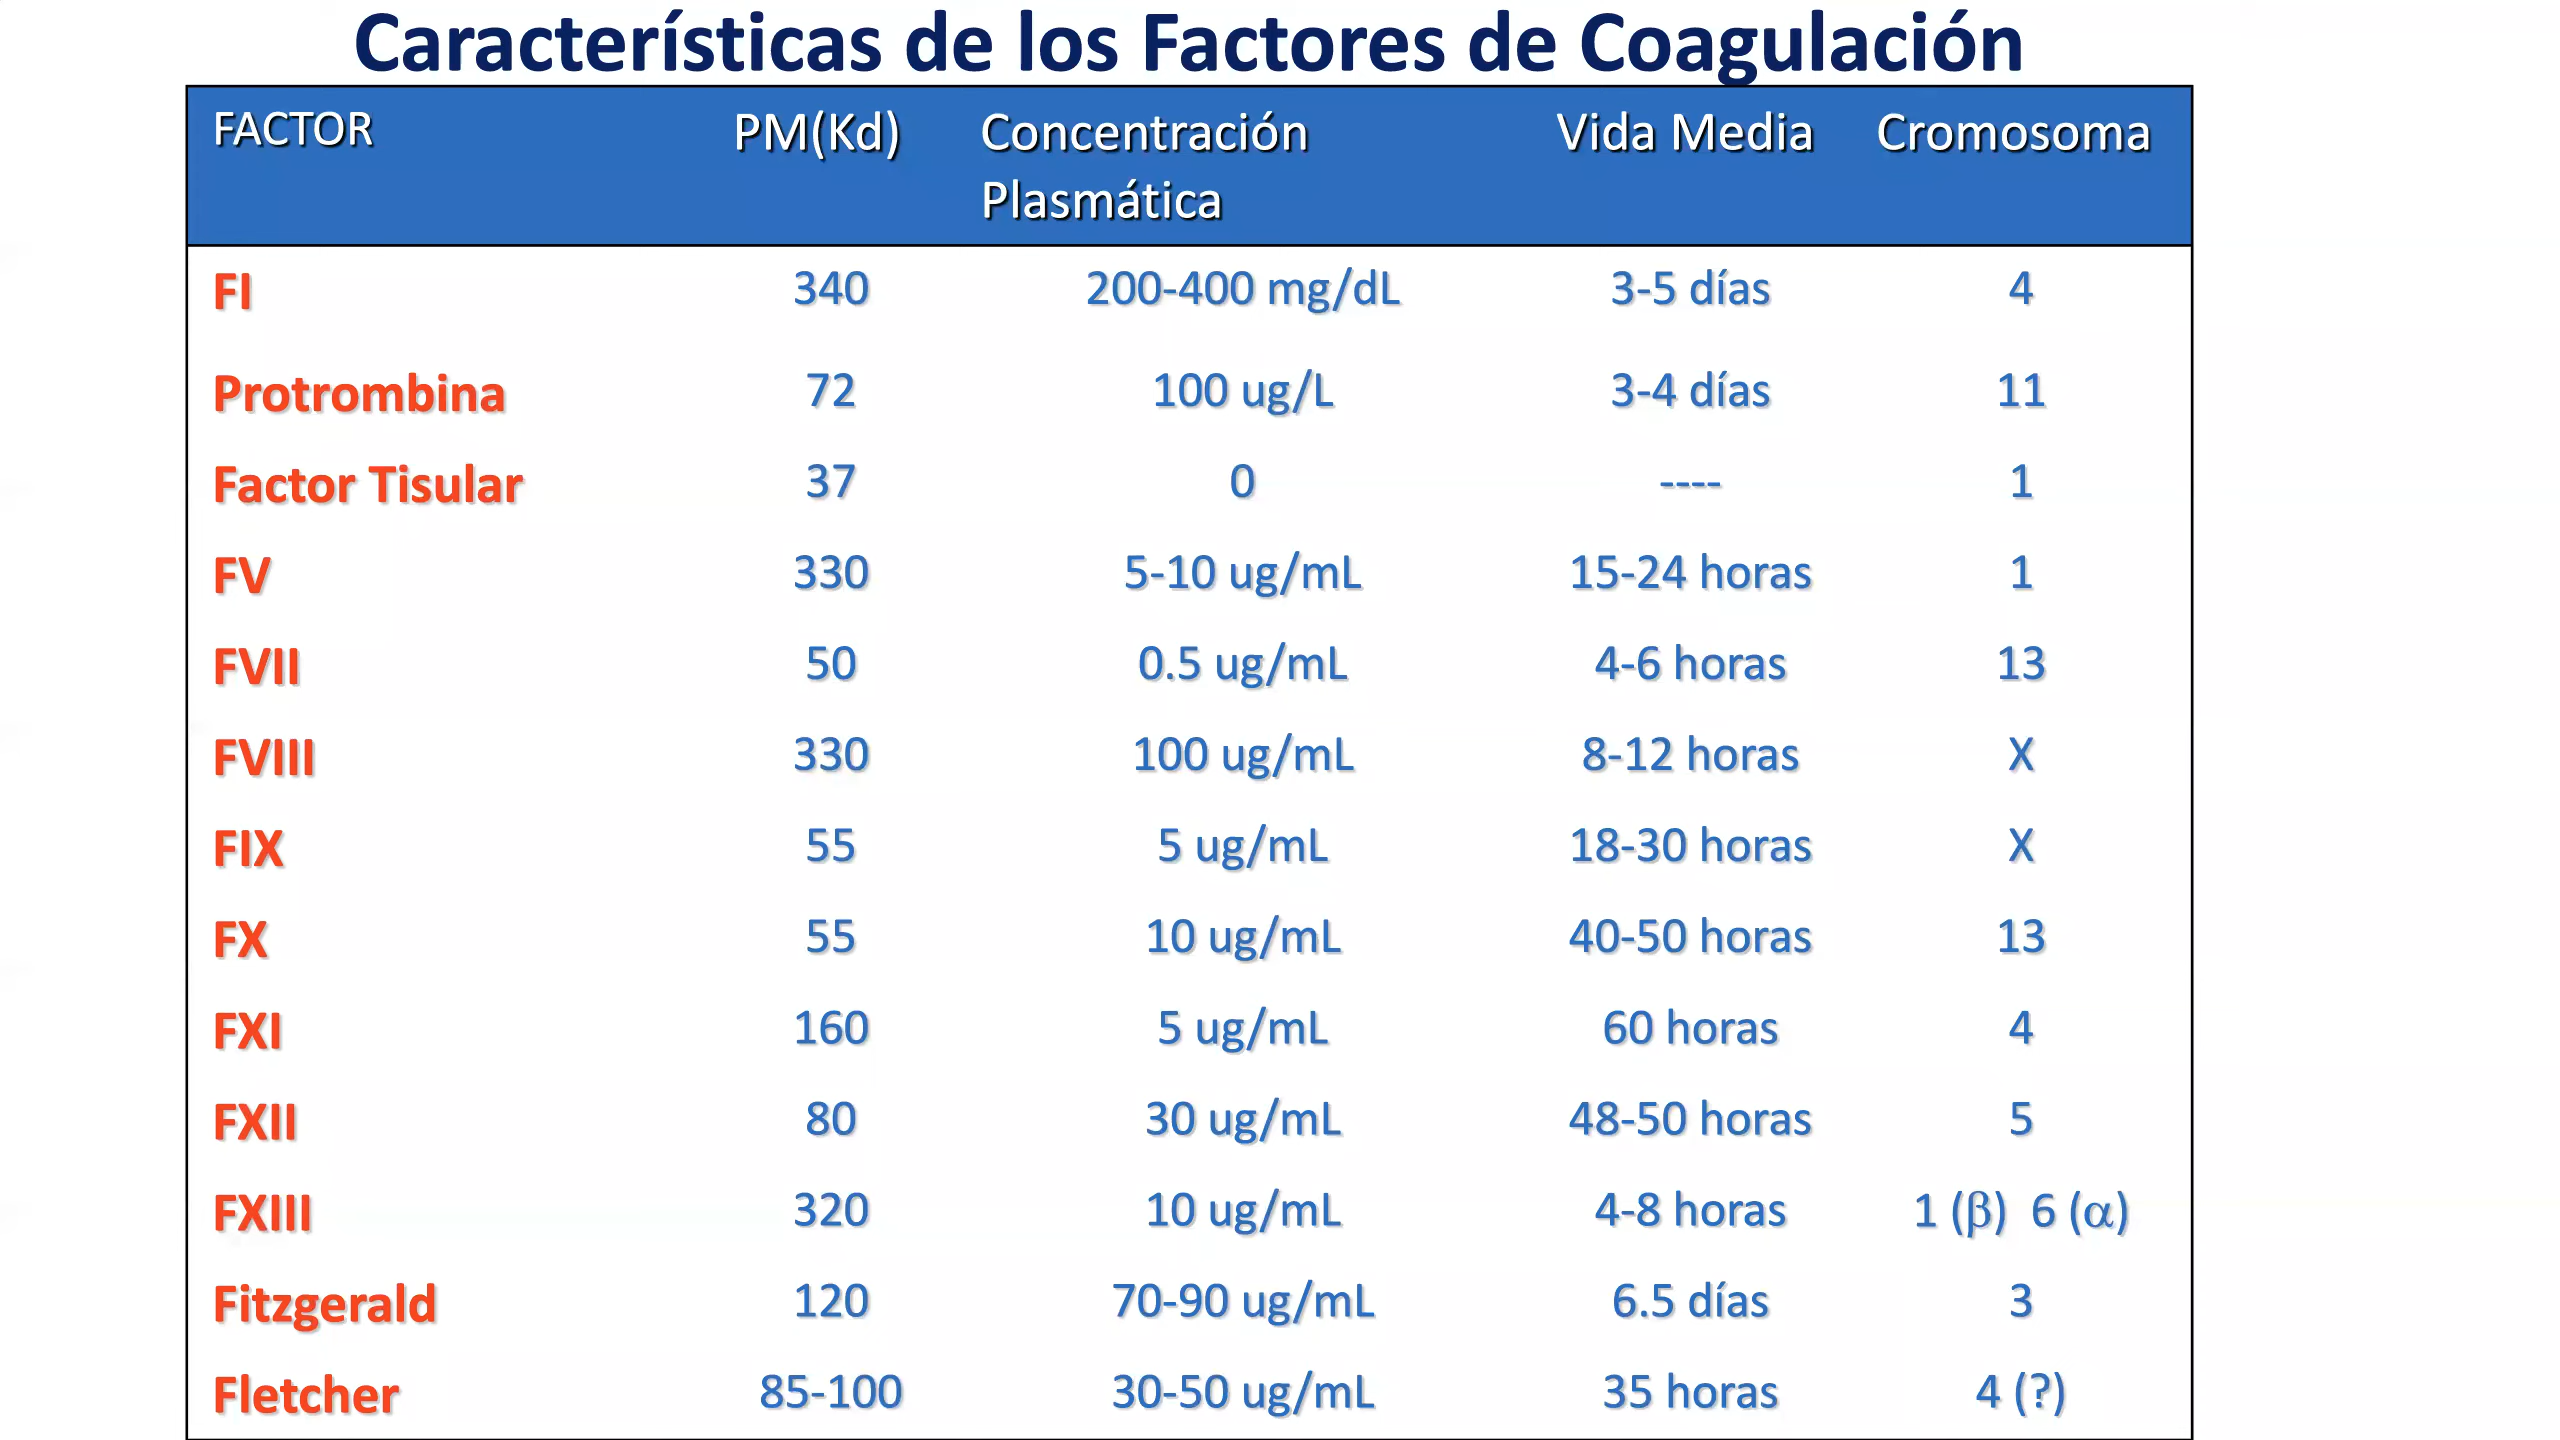 Características de los Factores de Coagulación
FACTOR PM(Kd) Concentración Plasmática Vida Media Cromosoma
FI 340 200-400 mg/dL 3-5 días 4
Protrombina 72 100 ug/L 3-4 días 11
Factor Tisular 37 0 ---- 1
FV 330 5-10 ug/mL 15-24 horas 1
FVII 50 0.5 ug/mL 4-6 horas 13
FVIII 330 100 ug/mL 8-12 horas X
FIX 55 5 ug/mL 18-30 horas X
FX 55 10 ug/mL 40-50 horas 13
FXI 160 5 ug/mL 60 horas 4
FXII 80 30 ug/mL 48-50 horas 5
FXIII 320 10 ug/mL 4-8 horas 1 (β) 6 (α)
Fitzgerald 120 70-90 ug/mL 6.5 días 3
Fletcher 85-100 30-50 ug/mL 35 horas 4 (?)